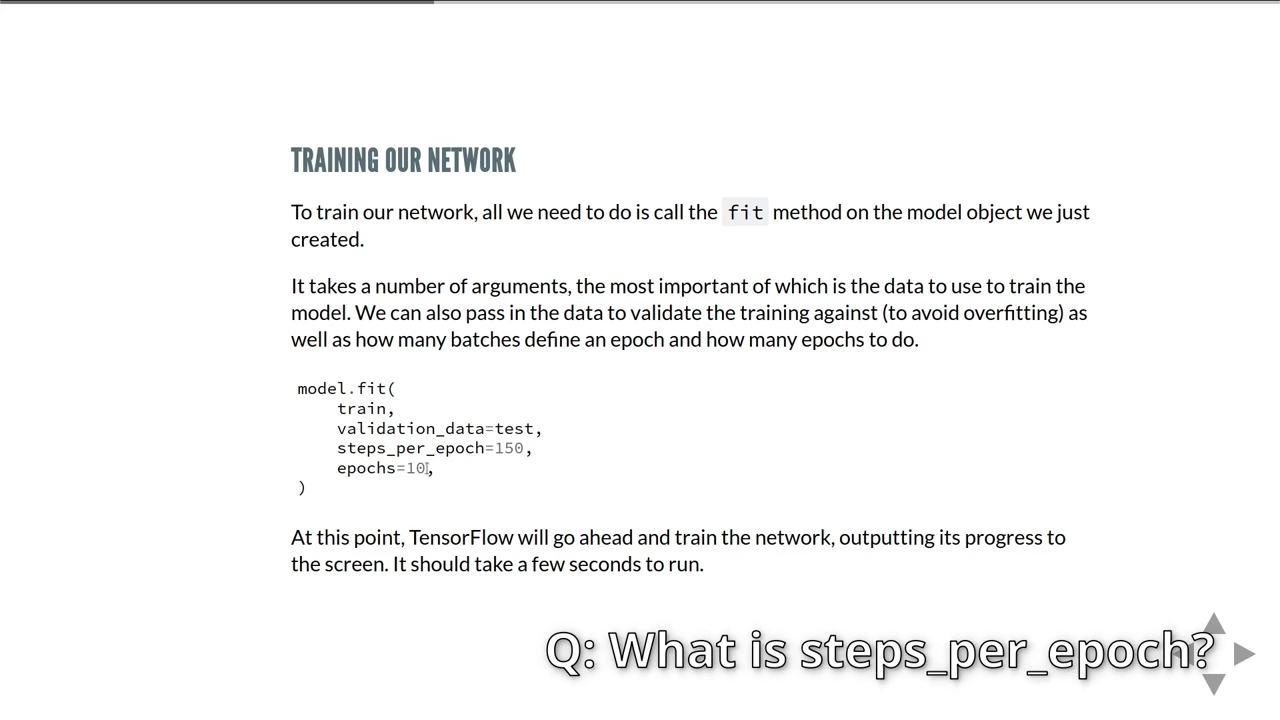 TRAINING OUR NETWORK
To train our network, all we need to do is call the fit method on the model object we just
created.
It takes a number of arguments, the most important of which is the data to use to train the
model. We can also pass in the data to validate the training against (to avoid overfitting) as
well as how many batches define an epoch and how many epochs to do.
model.fit(
    train,
    validation_data=test,
    steps_per_epoch=150,
    epochs=10,
)
At this point, TensorFlow will go ahead and train the network, outputting its progress to
the screen. It should take a few seconds to run.
Q: What is steps_per_epoch?